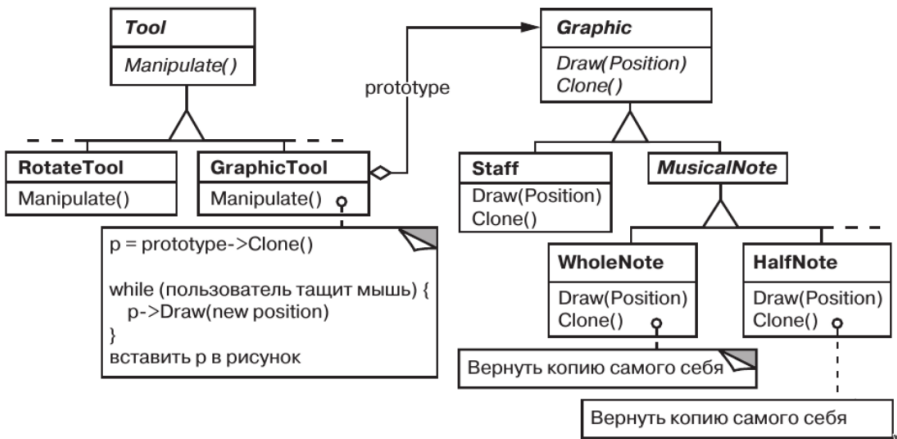 Tool
Manipulate()
Graphic
Draw(Position)
Clone()
prototype
RotateTool
Manipulate()
GraphicTool
Manipulate()
Staff
Draw(Position)
Clone()
MusicalNote
p = prototype->Clone()
while (пользователь тащит мышь) {
p->Draw(new position)
}
вставить p в рисунок
WholeNote
Draw(Position)
Clone()
HalfNote
Draw(Position)
Clone()
Вернуть копию самого себя
Вернуть копию самого себя